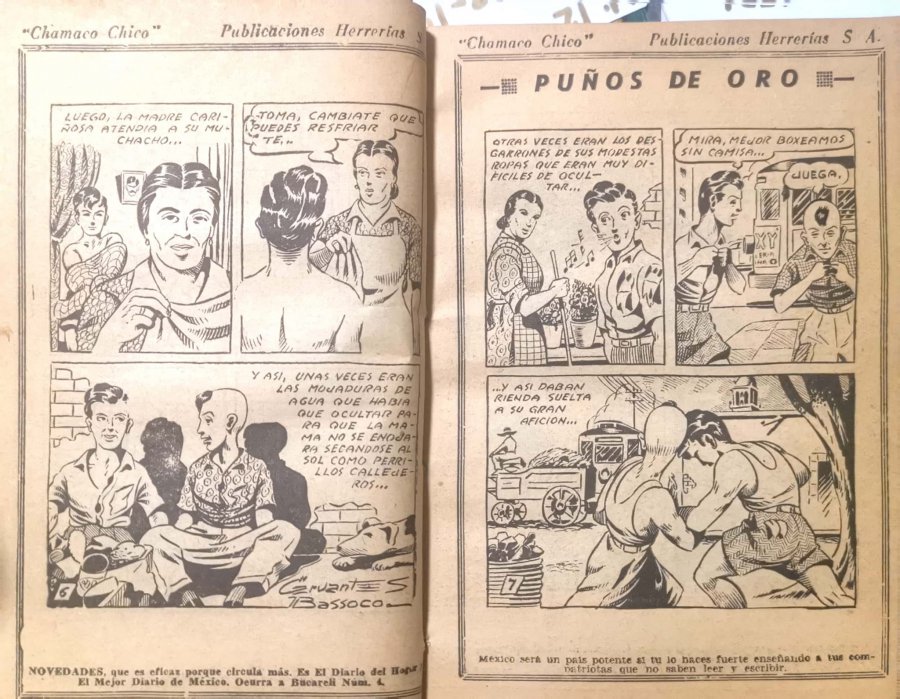 "Chamaco Chico"    Publicaciones Herrerías S
LUEGO, LA MADRE CARI-
ÑOSA ATENDIA A SU MU-
CHACHO...
TOMA, CAMBIATE QUE
PUEDES RESFRIAR
TE...
Y ASI, UNAS VECES ERAN
LAS MOJADURAS DE
AGUA QUE HABIA
QUE OCULTAR PA-
RA QUE LA MA-
MA NO SE ENOJA-
RA SECANDOSE AL
SOL COMO PERRI-
LLOS CALLEJE-
ROS...
6
Cervantes
Bassoco
NOVEDADES, que es eficaz porque circula más. Es El Diario del Hogar
El Mejor Diario de México. Ocurra a Bucareli Núm. 4.
"Chamaco Chico"    Publicaciones Herrerías S A.
PUÑOS DE ORO
OTRAS VECES ERAN LOS DES-
GARRONES DE SUS MODESTAS
ROPAS QUE ERAN MUY DI-
FICILES DE OCUL-
TAR...
MIRA, MEJOR BOXEAMOS
SIN CAMISA...
JUEGA.
XY
...Y ASI DABAN
RIENDA SUELTA
A SU GRAN
AFICION...
7
México será un país potente si tu lo haces fuerte enseñando a tus com-
patriotas que no saben leer y escribir.